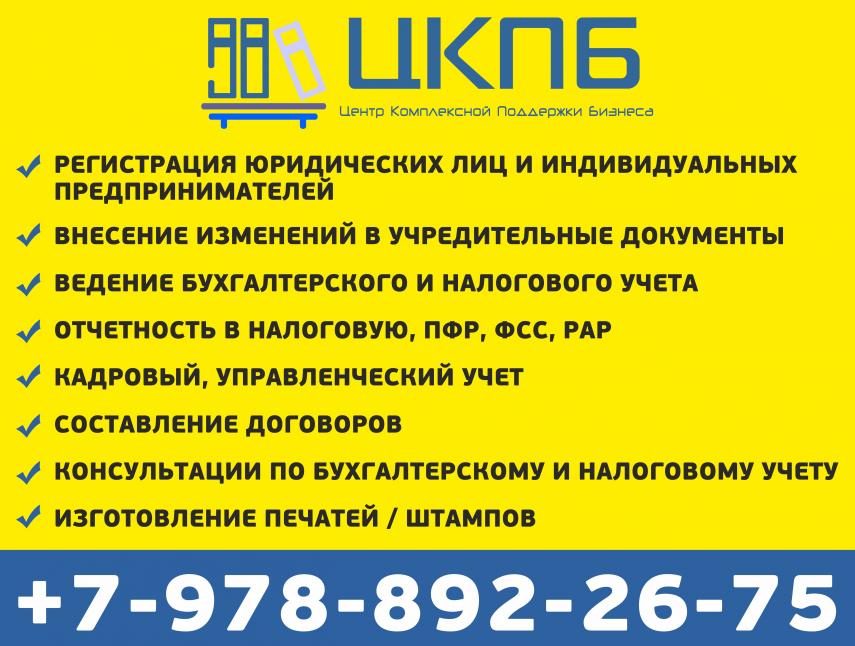 ЦКПБ
Центр Комплексной Поддержки Бизнеса
РЕГИСТРАЦИЯ ЮРИДИЧЕСКИХ ЛИЦ И ИНДИВИДУАЛЬНЫХ
ПРЕДПРИНИМАТЕЛЕЙ
ВНЕСЕНИЕ ИЗМЕНЕНИЙ В УЧРЕДИТЕЛЬНЫЕ ДОКУМЕНТЫ
ВЕДЕНИЕ БУХГАЛТЕРСКОГО И НАЛОГОВОГО УЧЕТА
ОТЧЕТНОСТЬ В НАЛОГОВУЮ, ПФР, ФСС, РАР
КАДРОВЫЙ, УПРАВЛЕНЧЕСКИЙ УЧЕТ
СОСТАВЛЕНИЕ ДОГОВОРОВ
КОНСУЛЬТАЦИИ ПО БУХГАЛТЕРСКОМУ И НАЛОГОВОМУ УЧЕТУ
ИЗГОТОВЛЕНИЕ ПЕЧАТЕЙ / ШТАМПОВ
+7-978-892-26-75